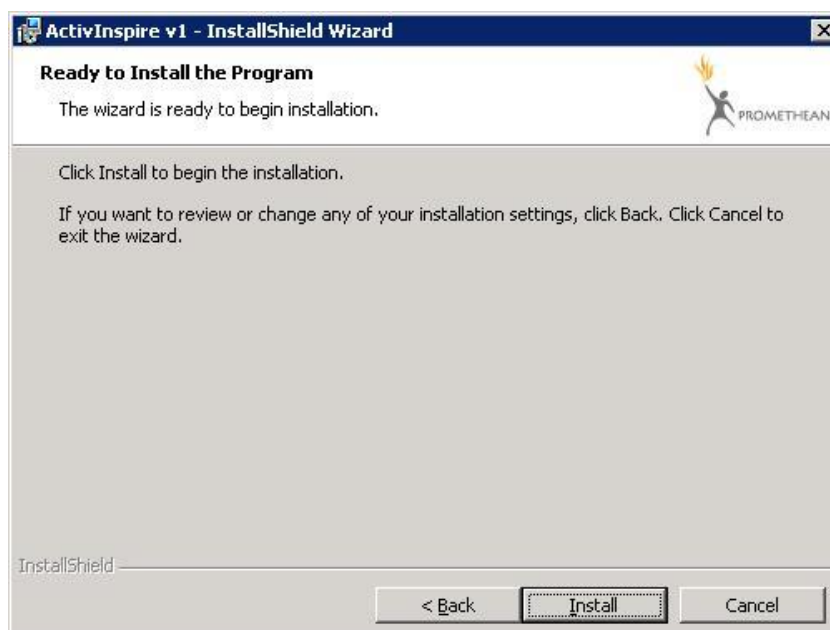 ActivInspire v1 - InstallShield Wizard
Ready to Install the Program
The wizard is ready to begin installation.
PROMETHEAN
Click Install to begin the installation.
If you want to review or change any of your installation settings, click Back. Click Cancel to
exit the wizard.
InstallShield
< Back
Install
Cancel